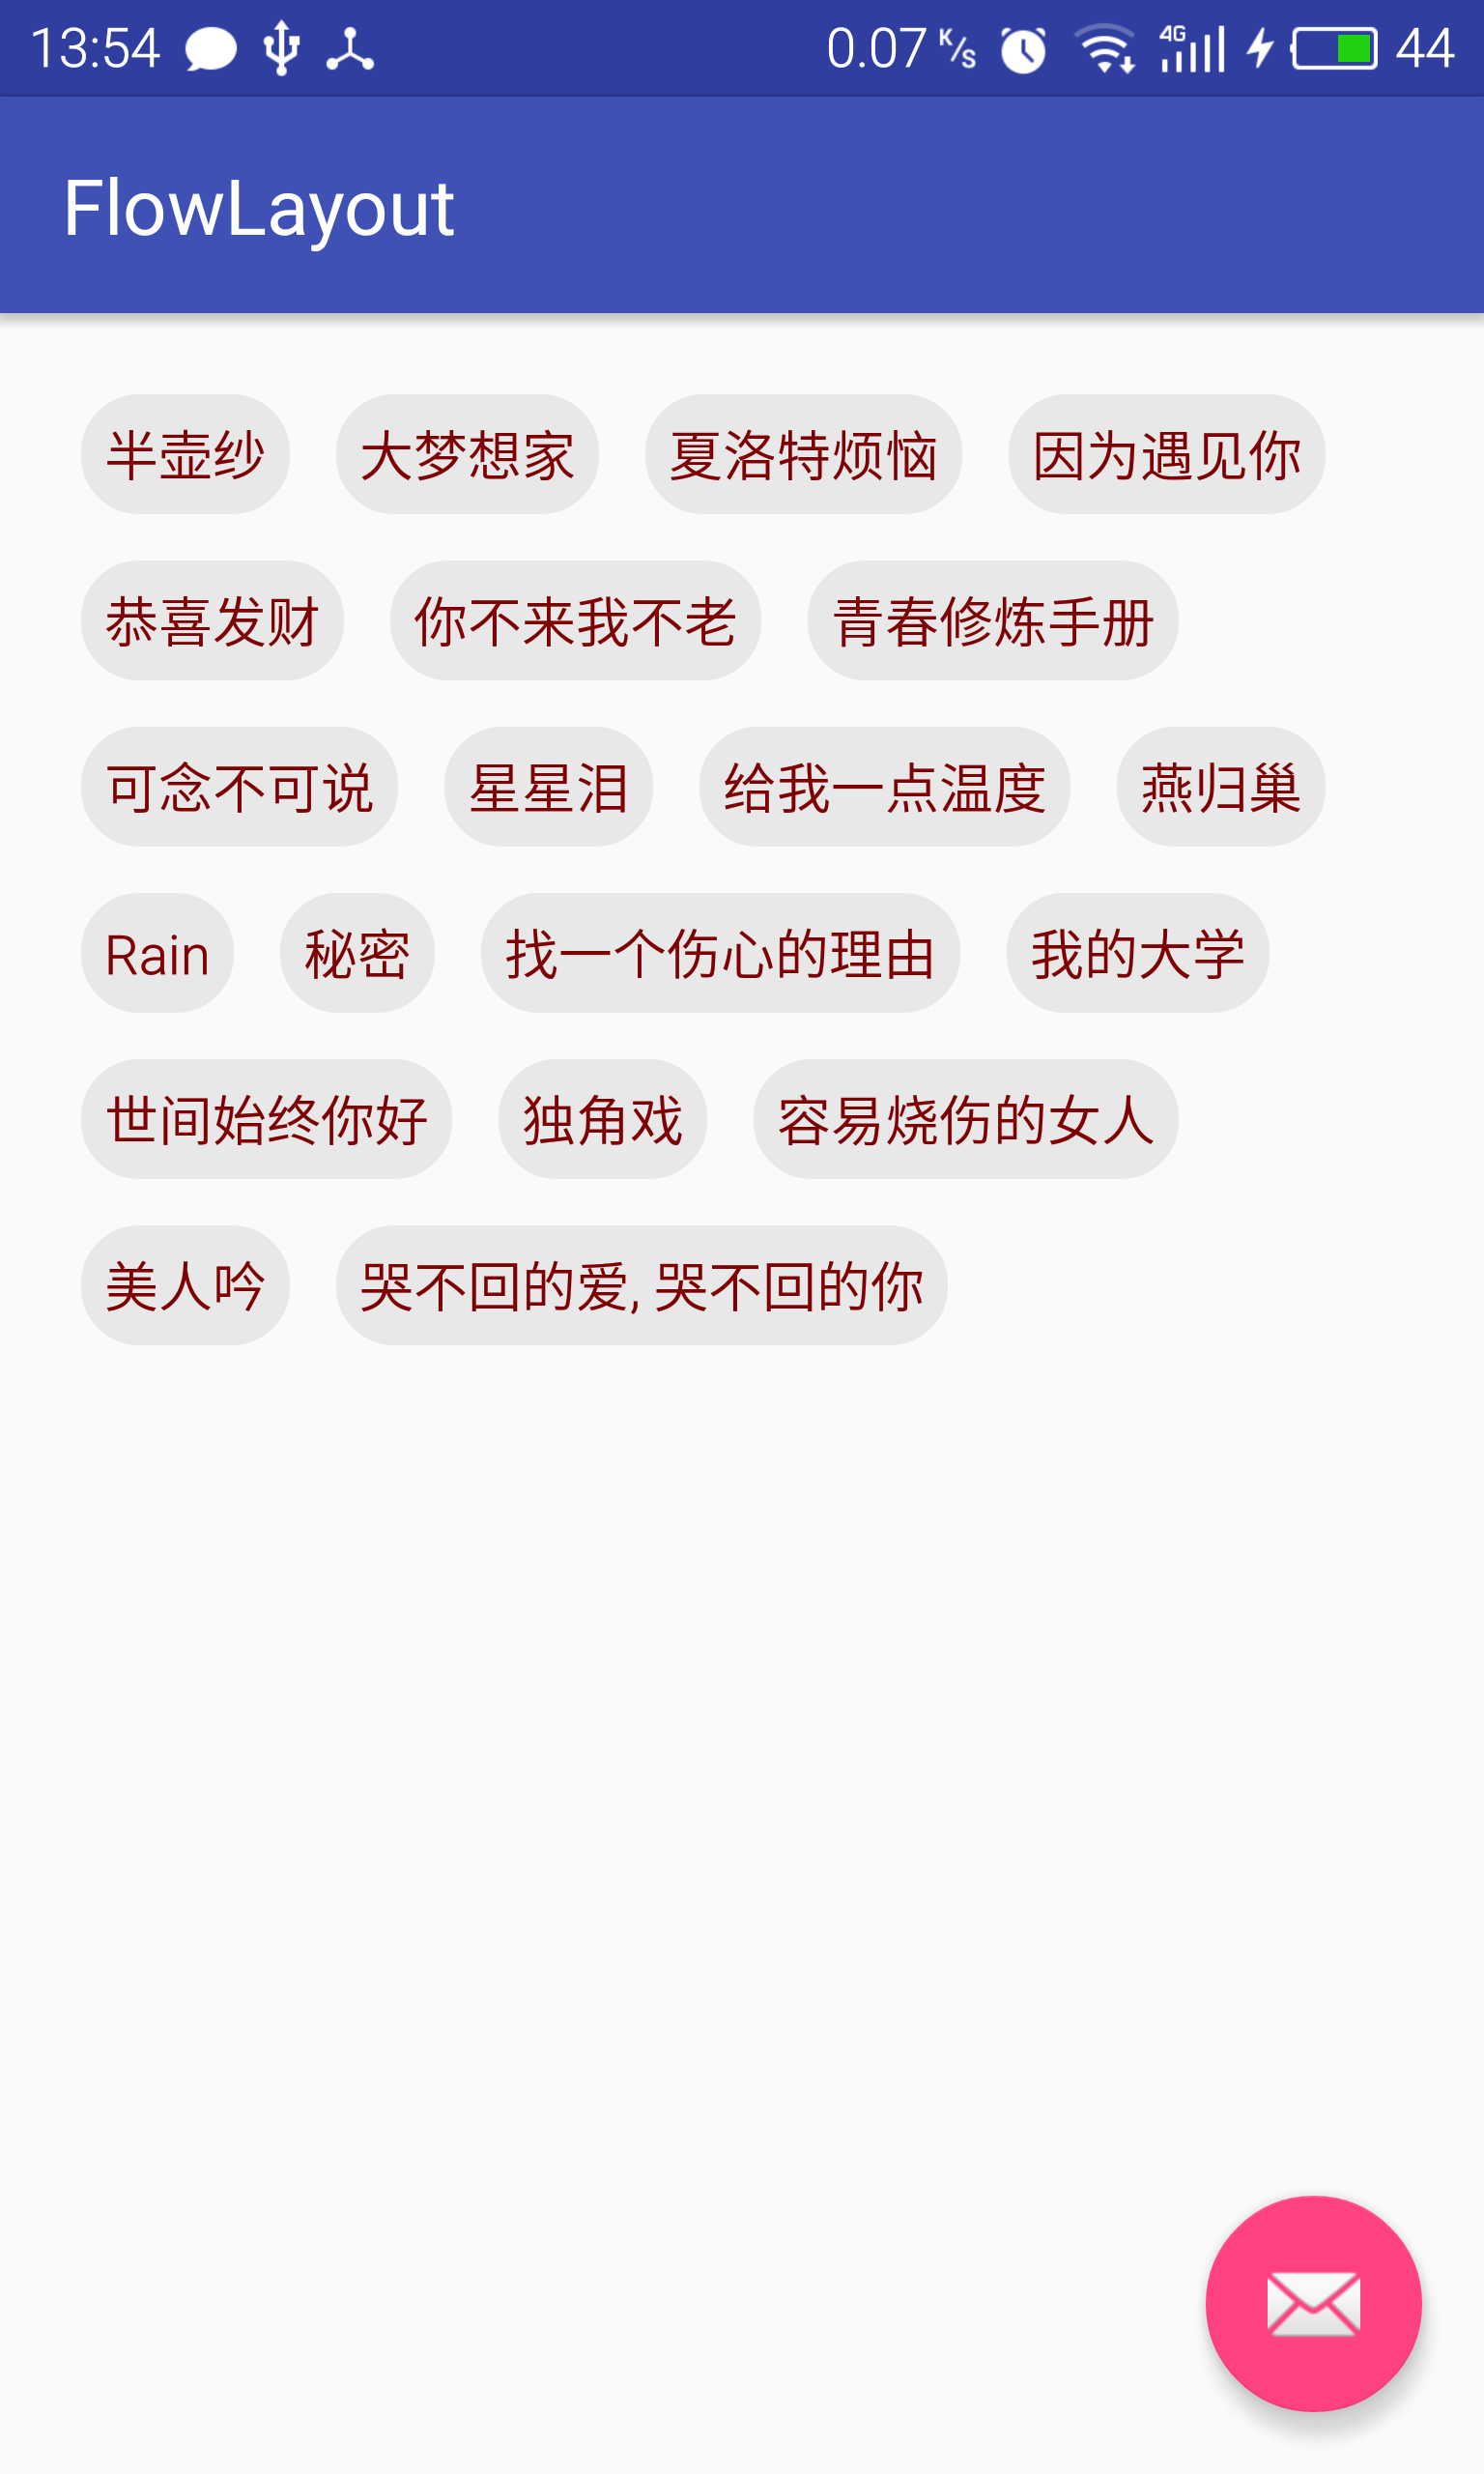 13:54 0.07 K/s 4G 44
FlowLayout
半壶纱 大梦想家 夏洛特烦恼 因为遇见你
恭喜发财 你不来我不老 青春修炼手册
可念不可说 星星泪 给我一点温度 燕归巢
Rain 秘密 找一个伤心的理由 我的大学
世间始终你好 独角戏 容易烧伤的女人
美人吟 哭不回的爱, 哭不回的你